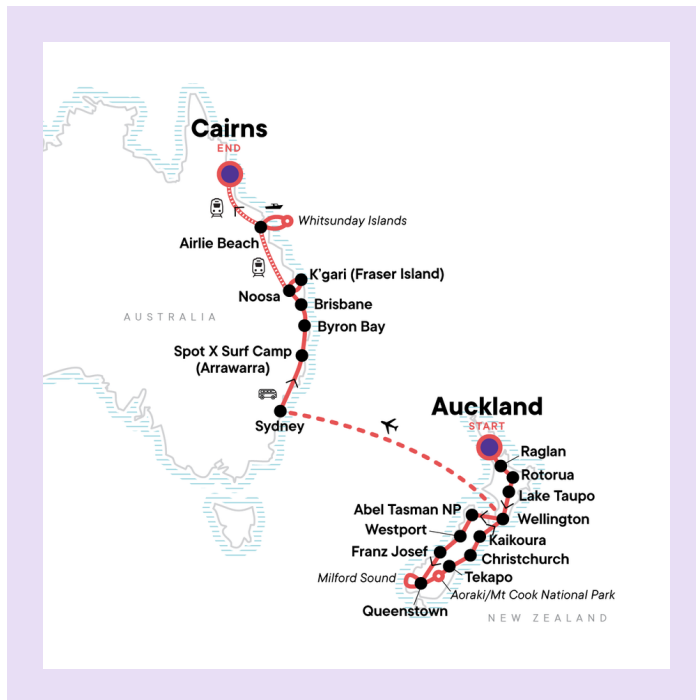 Cairns
END
Whitsunday Islands
Airlie Beach
K'gari (Fraser Island)
Noosa
Brisbane
AUSTRALIA
Byron Bay
Spot X Surf Camp
(Arrawarra)
Sydney
Auckland
START
Raglan
Rotorua
Lake Taupo
Abel Tasman NP
Wellington
Westport
Kaikoura
Franz Josef
Christchurch
Milford Sound
Tekapo
Aoraki/Mt Cook National Park
Queenstown
NEW ZEALAND